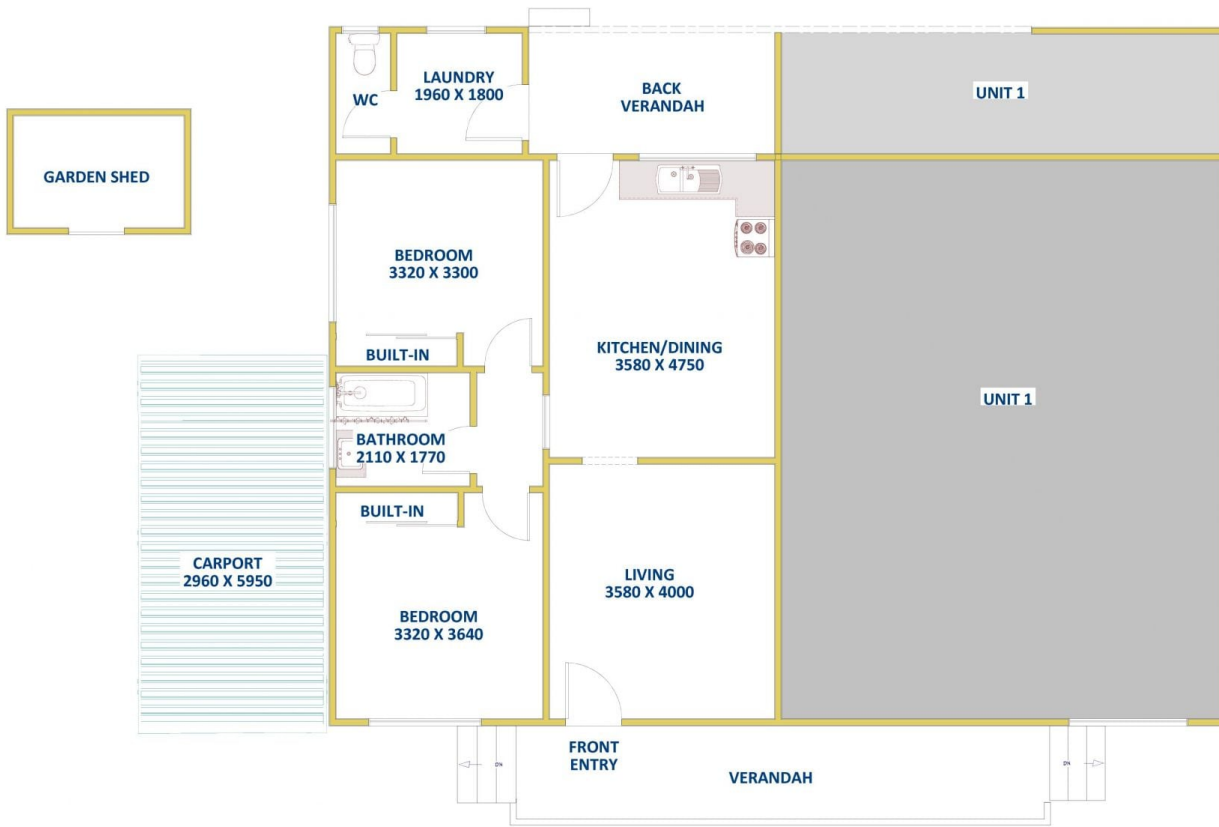 WC
LAUNDRY
1960 X 1800
BACK
VERANDAH
UNIT 1
GARDEN SHED
BEDROOM
3320 X 3300
BUILT-IN
KITCHEN/DINING
3580 X 4750
UNIT 1
BATHROOM
2110 X 1770
BUILT-IN
CARPORT
2960 X 5950
LIVING
3580 X 4000
BEDROOM
3320 X 3640
FRONT
ENTRY
VERANDAH
DN
DN